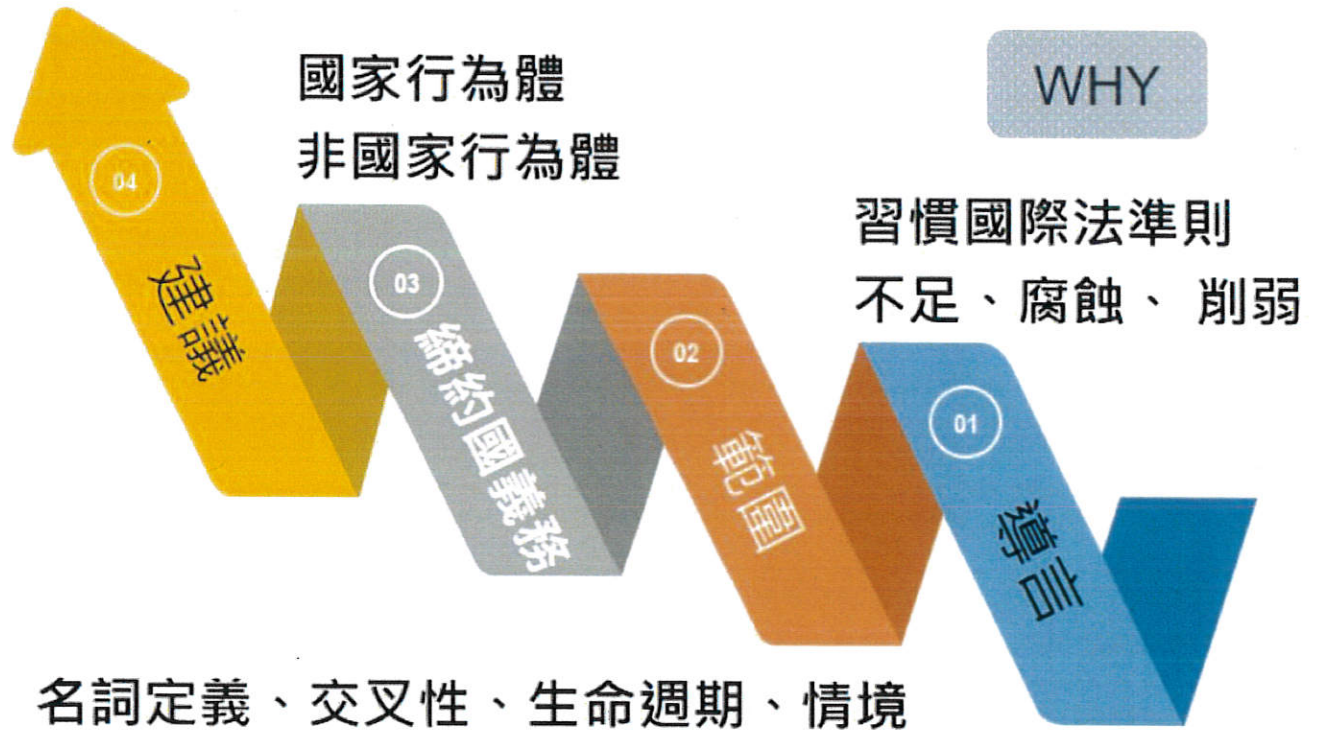 國家行為體
非國家行為體
WHY
習慣國際法準則
不足、腐蝕、 削弱
04
建議
03
締約國義務
02
範圍
01
導言
名詞定義、交叉性、生命週期、情境